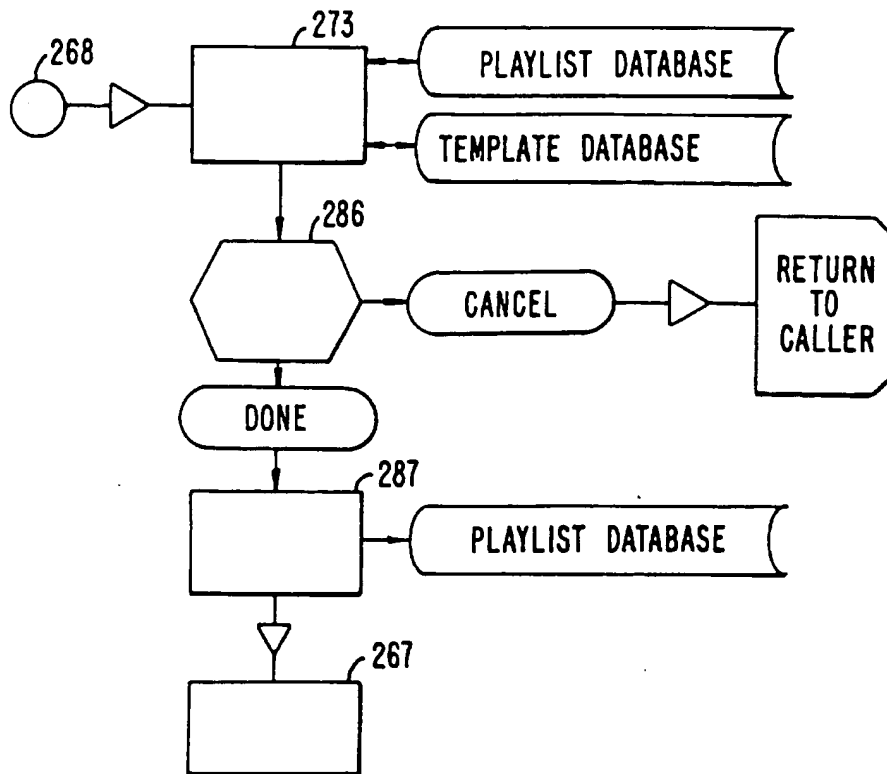 273
268
PLAYLIST DATABASE
TEMPLATE DATABASE
286
CANCEL
RETURN
TO
CALLER
DONE
287
PLAYLIST DATABASE
267